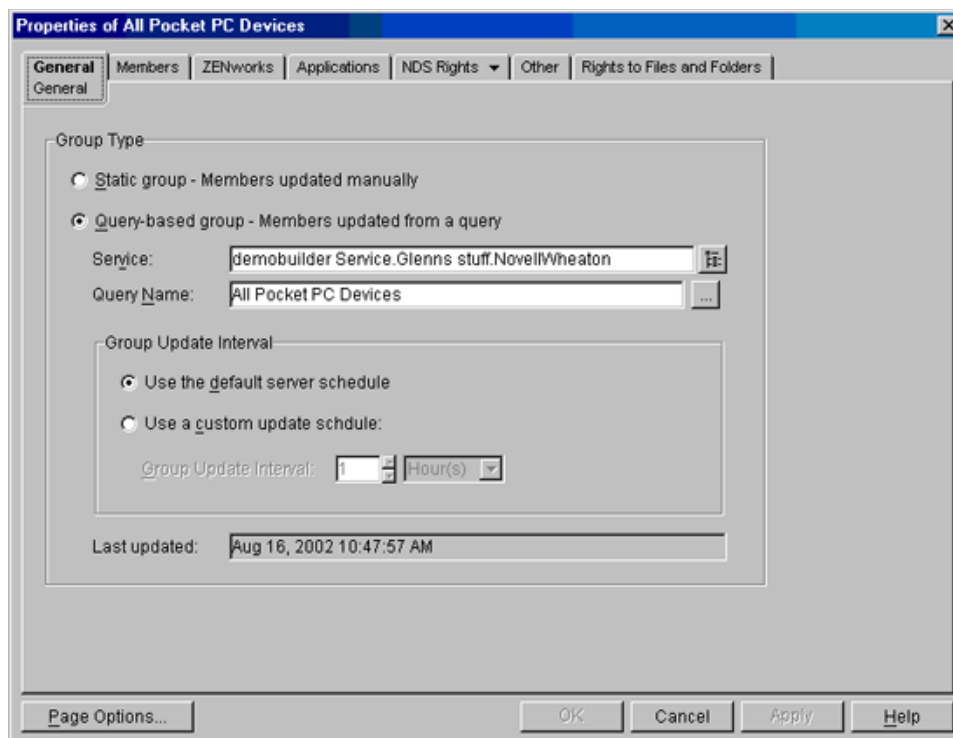 Properties of All Pocket PC Devices
General Members ZENworks Applications NDS Rights Other Rights to Files and Folders
General
Group Type
Static group - Members updated manually
Query-based group - Members updated from a query
Service: demobuilder Service.Glenns stuff.NovellWheaton
Query Name: All Pocket PC Devices ...
Group Update Interval
Use the default server schedule
Use a custom update schdule:
Group Update Interval: 1 Hour(s)
Last updated: Aug 16, 2002 10:47:57 AM
Page Options... OK Cancel Apply Help